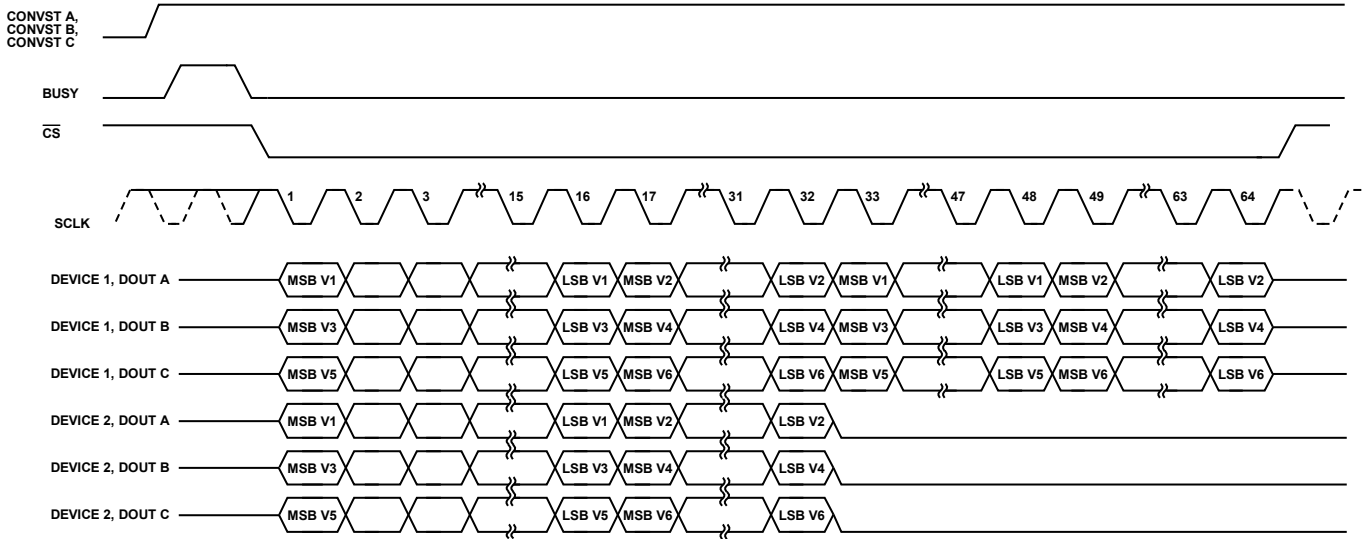 CONVST A,
CONVST B,
CONVST C
BUSY
CS
1 2 3 15 16 17 31 32 33 47 48 49 63 64
SCLK
DEVICE 1, DOUT A MSB V1 LSB V1 MSB V2 LSB V2 MSB V1 LSB V1 MSB V2 LSB V2
DEVICE 1, DOUT B MSB V3 LSB V3 MSB V4 LSB V4 MSB V3 LSB V3 MSB V4 LSB V4
DEVICE 1, DOUT C MSB V5 LSB V5 MSB V6 LSB V6 MSB V5 LSB V5 MSB V6 LSB V6
DEVICE 2, DOUT A MSB V1 LSB V1 MSB V2 LSB V2
DEVICE 2, DOUT B MSB V3 LSB V3 MSB V4 LSB V4
DEVICE 2, DOUT C MSB V5 LSB V5 MSB V6 LSB V6